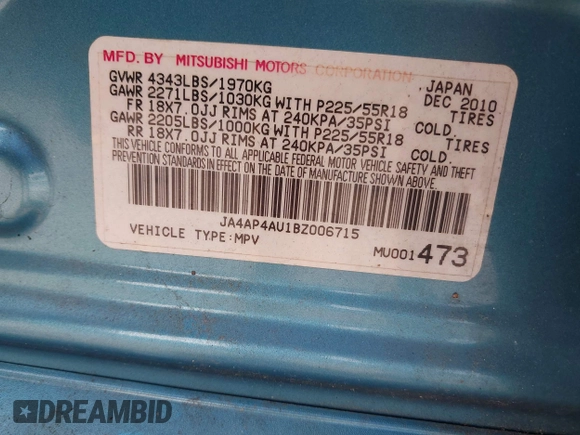 MFD. BY MITSUBISHI MOTORS CORPORATION
GVWR 4343LBS/1970KG JAPAN DEC 2010
GAWR 2271LBS/1030KG WITH P225/55R18 TIRES
FR 18X7.0JJ RIMS AT 240KPA/35PSI COLD.
GAWR 2205LBS/1000KG WITH P225/55R18 TIRES
RR 18X7.0JJ RIMS AT 240KPA/35PSI COLD.
THIS VEHICLE CONFORMS TO ALL APPLICABLE FEDERAL MOTOR VEHICLE SAFETY AND THEFT
PREVENTION STANDARDS IN EFFECT ON THE DATE OF MANUFACTURE SHOWN ABOVE.
JA4AP4AU1BZ006715
VEHICLE TYPE:MPV
MU001473
DREAMBID